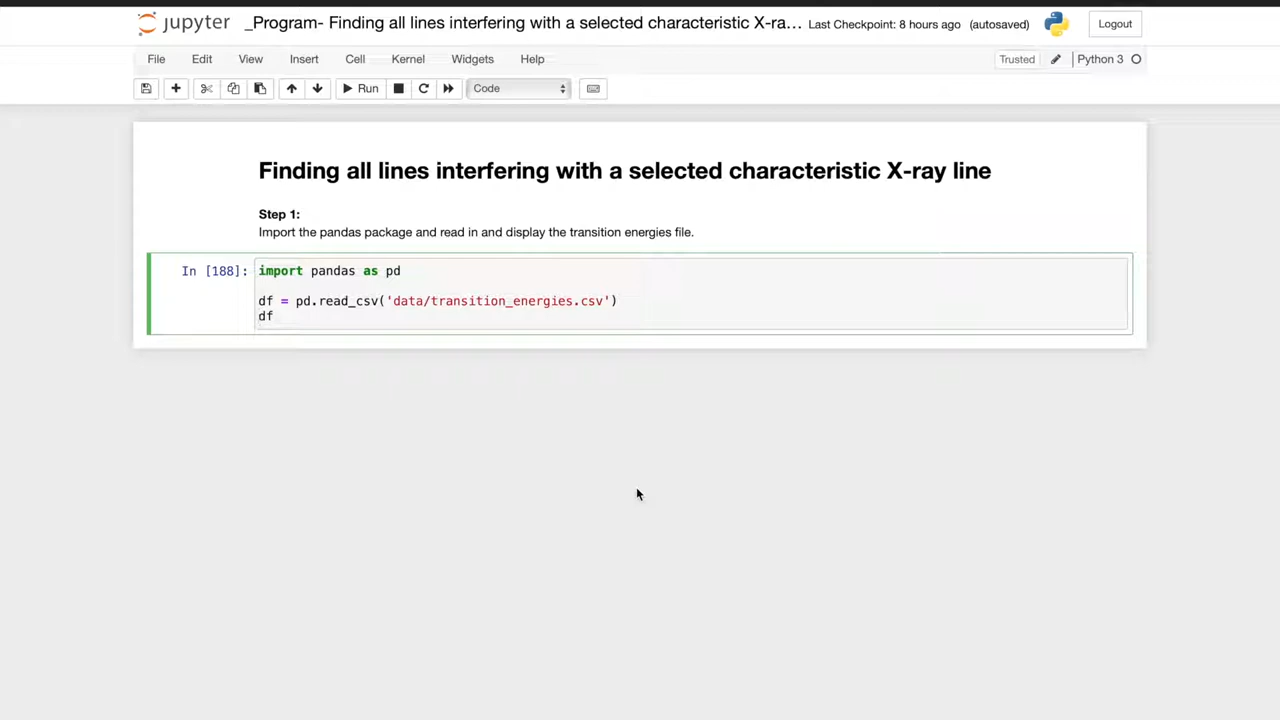 jupyter _Program- Finding all lines interfering with a selected characteristic X-ra... Last Checkpoint: 8 hours ago (autosaved) Logout
File Edit View Insert Cell Kernel Widgets Help Trusted Python 3
Run Code
Finding all lines interfering with a selected characteristic X-ray line
Step 1:
Import the pandas package and read in and display the transition energies file.
In [188]: import pandas as pd
df = pd.read_csv('data/transition_energies.csv')
df